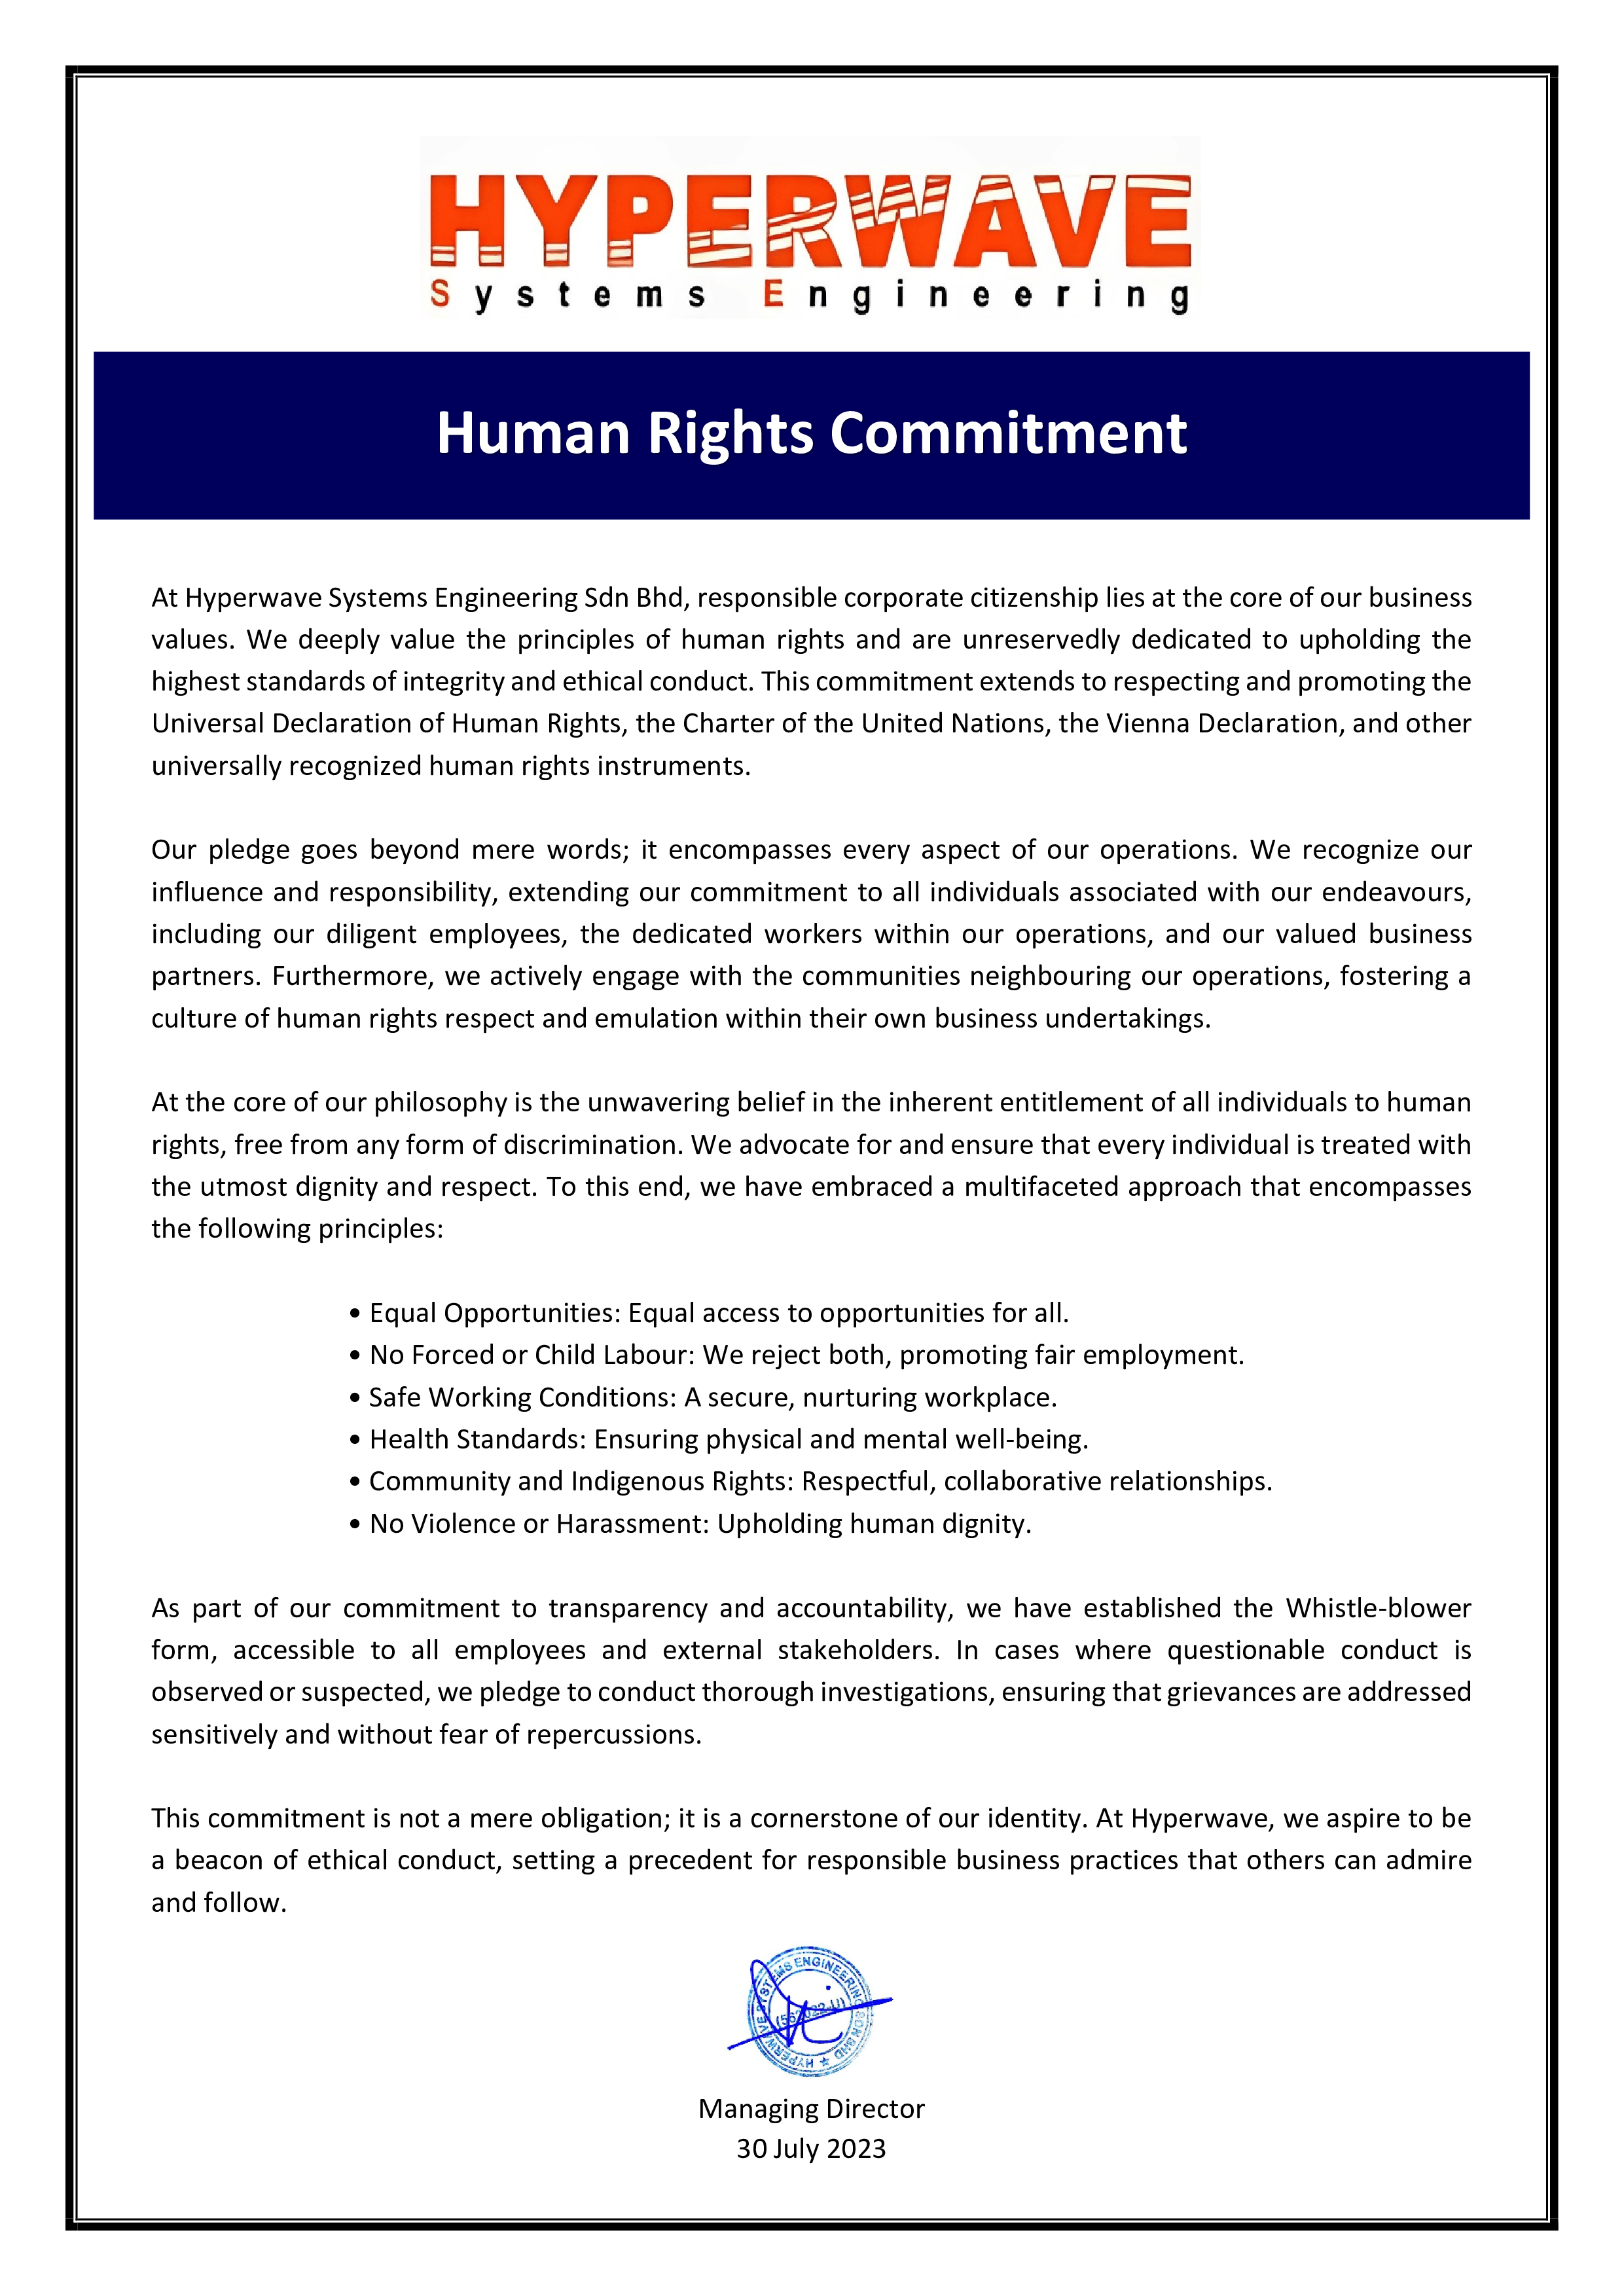 HYPERWAVE
Systems Engineering
Human Rights Commitment
At Hyperwave Systems Engineering Sdn Bhd, responsible corporate citizenship lies at the core of our business
values. We deeply value the principles of human rights and are unreservedly dedicated to upholding the
highest standards of integrity and ethical conduct. This commitment extends to respecting and promoting the
Universal Declaration of Human Rights, the Charter of the United Nations, the Vienna Declaration, and other
universally recognized human rights instruments.
Our pledge goes beyond mere words; it encompasses every aspect of our operations. We recognize our
influence and responsibility, extending our commitment to all individuals associated with our endeavours,
including our diligent employees, the dedicated workers within our operations, and our valued business
partners. Furthermore, we actively engage with the communities neighbouring our operations, fostering a
culture of human rights respect and emulation within their own business undertakings.
At the core of our philosophy is the unwavering belief in the inherent entitlement of all individuals to human
rights, free from any form of discrimination. We advocate for and ensure that every individual is treated with
the utmost dignity and respect. To this end, we have embraced a multifaceted approach that encompasses
the following principles:
• Equal Opportunities: Equal access to opportunities for all.
• No Forced or Child Labour: We reject both, promoting fair employment.
• Safe Working Conditions: A secure, nurturing workplace.
• Health Standards: Ensuring physical and mental well-being.
• Community and Indigenous Rights: Respectful, collaborative relationships.
• No Violence or Harassment: Upholding human dignity.
As part of our commitment to transparency and accountability, we have established the Whistle-blower
form, accessible to all employees and external stakeholders. In cases where questionable conduct is
observed or suspected, we pledge to conduct thorough investigations, ensuring that grievances are addressed
sensitively and without fear of repercussions.
This commitment is not a mere obligation; it is a cornerstone of our identity. At Hyperwave, we aspire to be
a beacon of ethical conduct, setting a precedent for responsible business practices that others can admire
and follow.
HYPERWAVE SYSTEMS ENGINEERING SDN BHD
Managing Director
30 July 2023